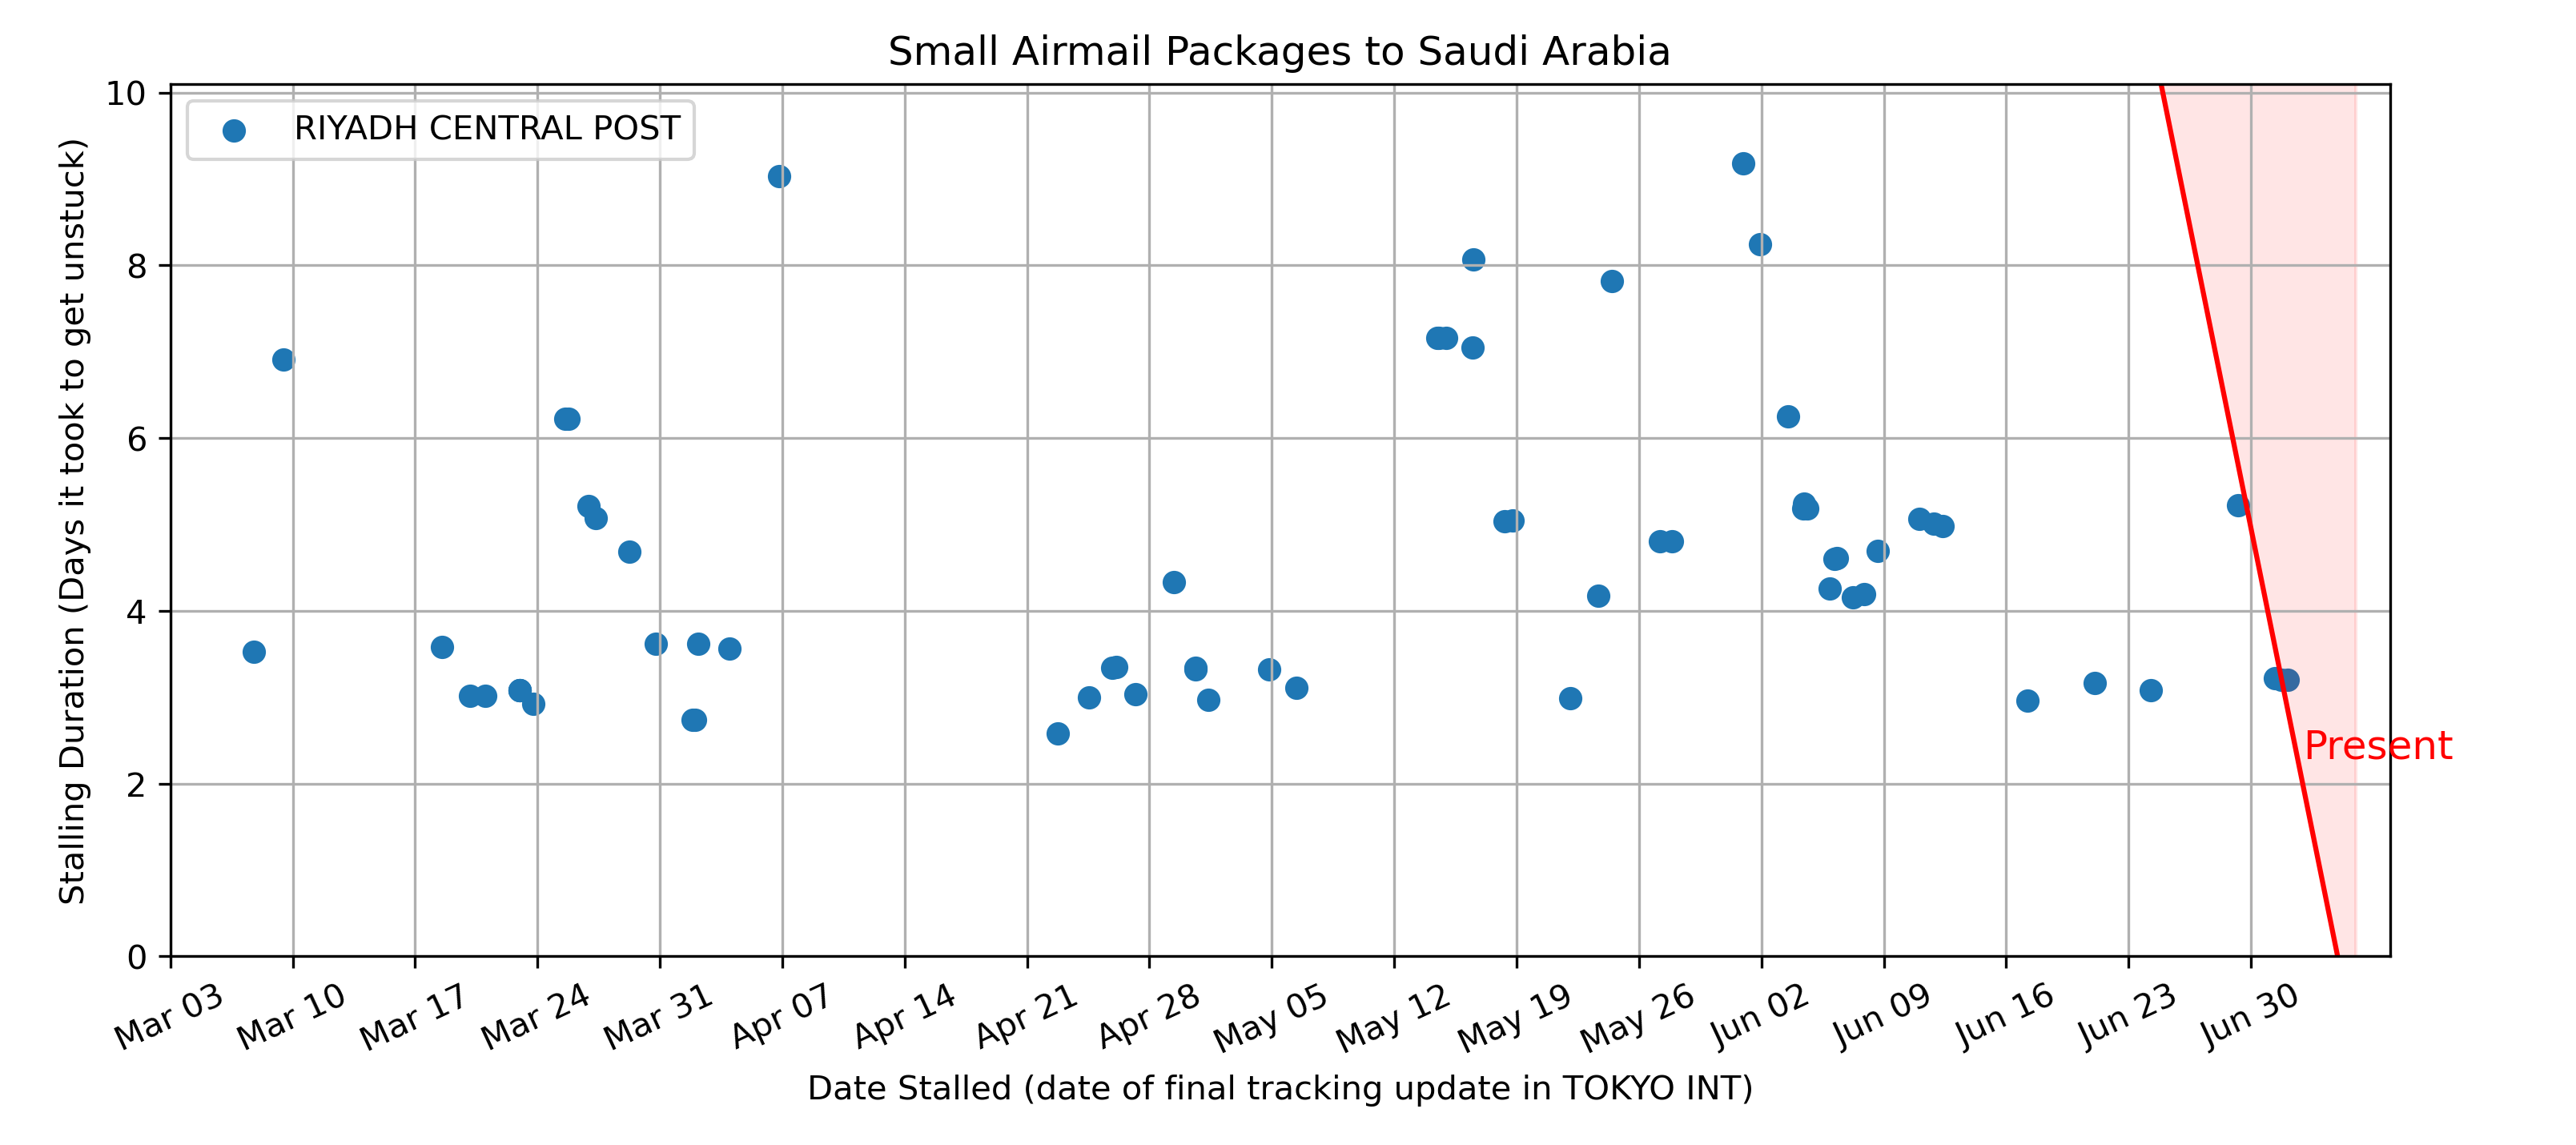 Small Airmail Packages to Saudi Arabia
RIYADH CENTRAL POST
Stalling Duration (Days it took to get unstuck)
10
8
6
4
2
0
Present
Mar 03
Mar 10
Mar 17
Mar 24
Mar 31
Apr 07
Apr 14
Apr 21
Apr 28
May 05
May 12
May 19
May 26
Jun 02
Jun 09
Jun 16
Jun 23
Jun 30
Date Stalled (date of final tracking update in TOKYO INT)